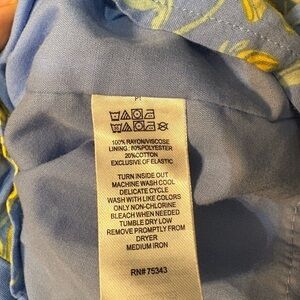 100% RAYON/VISCOSE
LINING: 80%POLYESTER
20%COTTON
EXCLUSIVE OF ELASTIC
TURN INSIDE OUT
MACHINE WASH COOL
DELICATE CYCLE
WASH WITH LIKE COLORS
ONLY NON-CHLORINE
BLEACH WHEN NEEDED
TUMBLE DRY LOW
REMOVE PROMPTLY FROM
DRYER
MEDIUM IRON
RN# 75343